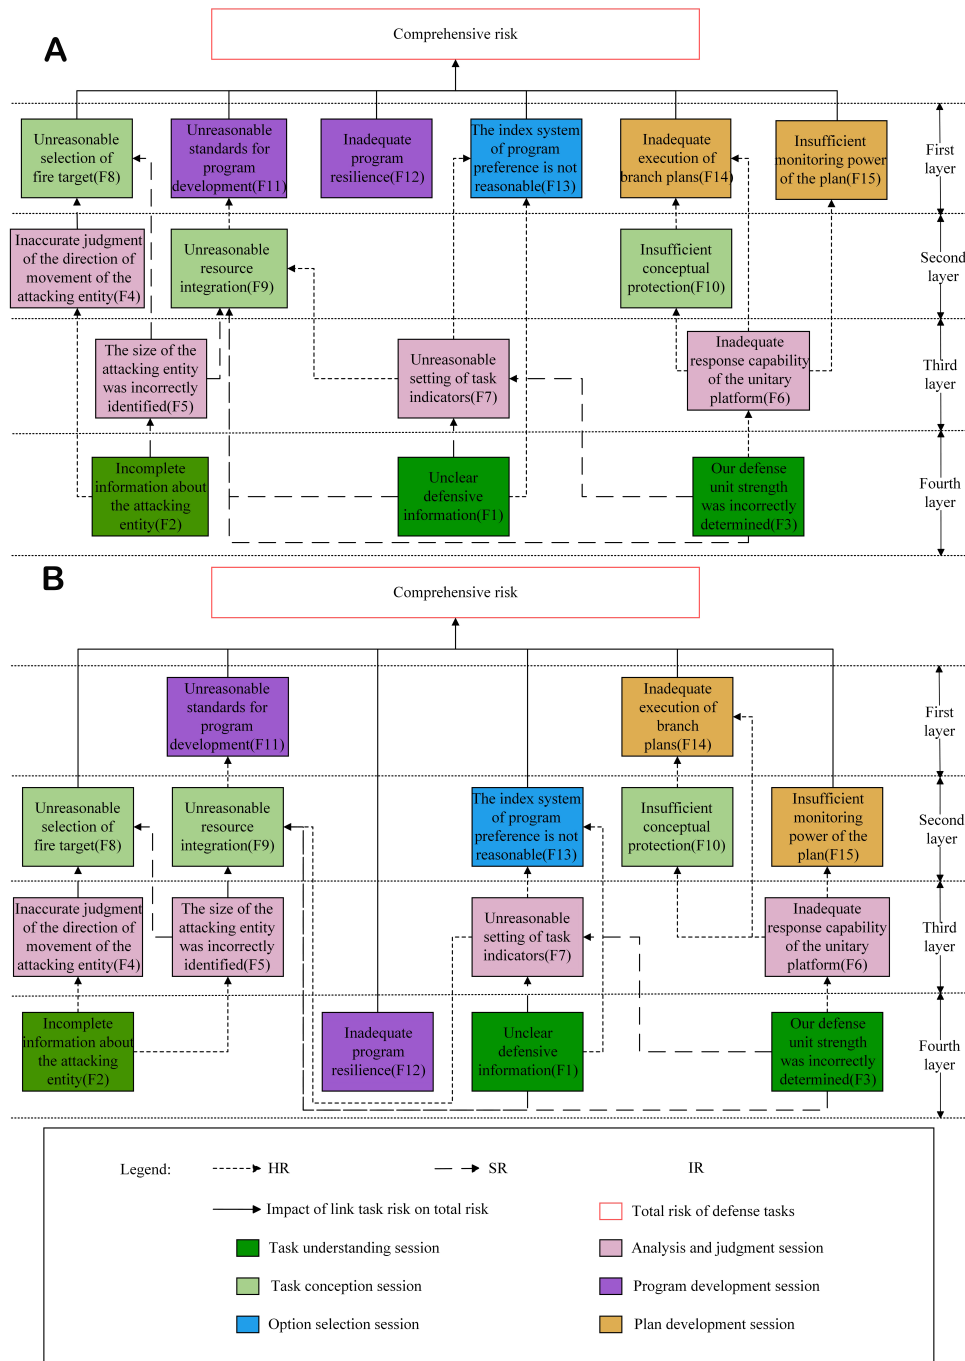 A
Comprehensive risk
Unreasonable
selection of
fire target(F8)
Unreasonable
standards for
program
development(F11)
Inadequate
program
resilience(F12)
The index system
of program
preference is not
reasonable(F13)
Inadequate
execution of
branch plans(F14)
Insufficient
monitoring power
of the plan(F15)
First
layer
Inaccurate judgment
of the direction of
movement of the
attacking entity(F4)
Unreasonable
resource
integration(F9)
Insufficient
conceptual
protection(F10)
Second
layer
The size of the
attacking entity
was incorrectly
identified(F5)
Unreasonable
setting of task
indicators(F7)
Inadequate
response capability
of the unitary
platform(F6)
Third
layer
Incomplete
information about
the attacking
entity(F2)
Unclear
defensive
information(F1)
Our defense
unit strength
was incorrectly
determined(F3)
Fourth
layer
B
Comprehensive risk
Unreasonable
standards for
program
development(F11)
Inadequate
execution of
branch
plans(F14)
First
layer
Unreasonable
selection of
fire target(F8)
Unreasonable
resource
integration(F9)
The index system
of program
preference is not
reasonable(F13)
Insufficient
conceptual
protection(F10)
Insufficient
monitoring
power of the
plan(F15)
Second
layer
Inaccurate judgment
of the direction of
movement of the
attacking entity(F4)
The size of the
attacking entity
was incorrectly
identified(F5)
Unreasonable
setting of task
indicators(F7)
Inadequate
response capability
of the unitary
platform(F6)
Third
layer
Incomplete
information about
the attacking
entity(F2)
Inadequate
program
resilience(F12)
Unclear
defensive
information(F1)
Our defense
unit strength
was incorrectly
determined(F3)
Fourth
layer
Legend:
HR
SR
IR
Impact of link task risk on total risk
Total risk of defense tasks
Task understanding session
Analysis and judgment session
Task conception session
Program development session
Option selection session
Plan development session